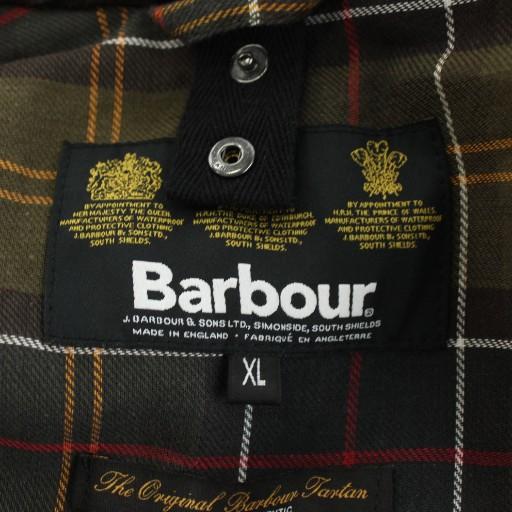 BY APPOINTMENT TO
HER MAJESTY THE QUEEN
MANUFACTURERS OF WATERPROOF
AND PROTECTIVE CLOTHING
J. BARBOUR & SONS LTD,
SOUTH SHIELDS.
H.R.H. THE DUKE OF EDINBURGH
MANUFACTURERS OF WATERPROOF
AND PROTECTIVE CLOTHING
J. BARBOUR & SONS LTD,
SOUTH SHIELDS.
BY APPOINTMENT TO
H.R.H. THE PRINCE OF WALES
MANUFACTURERS OF WATERPROOF
AND PROTECTIVE CLOTHING
J. BARBOUR & SONS LTD,
SOUTH SHIELDS.
Barbour®
J. BARBOUR & SONS LTD., SIMONSIDE, SOUTH SHIELDS
MADE IN ENGLAND · FABRIQUÉ EN ANGLETERRE
XL
The Original Barbour Tartan